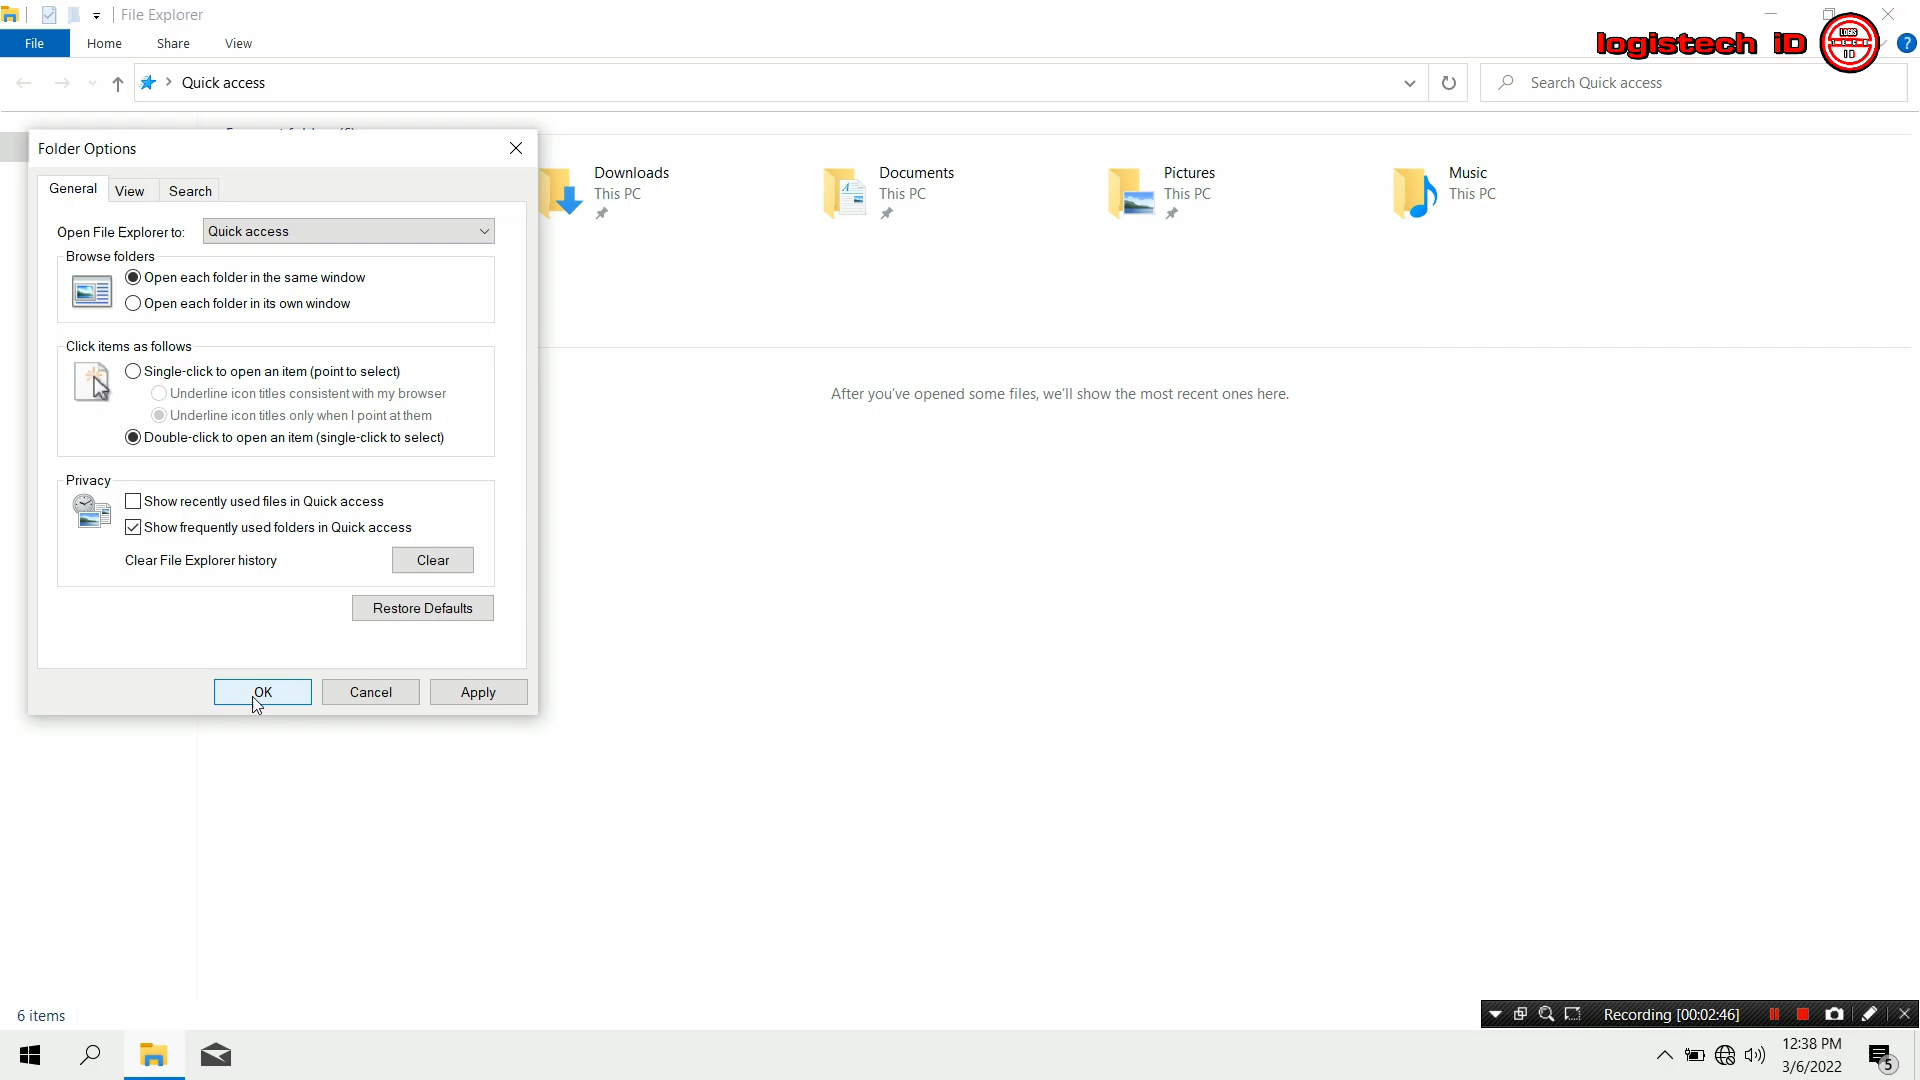 File Explorer
File
Home
Share
View
logistech iD
LOGIS
TECH
ID
?
Quick access
Search Quick access
Folder Options
General
View
Search
Open File Explorer to:
Quick access
Browse folders
Open each folder in the same window
Open each folder in its own window
Click items as follows
Single-click to open an item (point to select)
Underline icon titles consistent with my browser
Underline icon titles only when I point at them
Double-click to open an item (single-click to select)
Privacy
Show recently used files in Quick access
Show frequently used folders in Quick access
Clear File Explorer history
Clear
Restore Defaults
OK
Cancel
Apply
Downloads
This PC
Documents
This PC
Pictures
This PC
Music
This PC
After you've opened some files, we'll show the most recent ones here.
6 items
Recording [00:02:46]
12:38 PM
3/6/2022
5